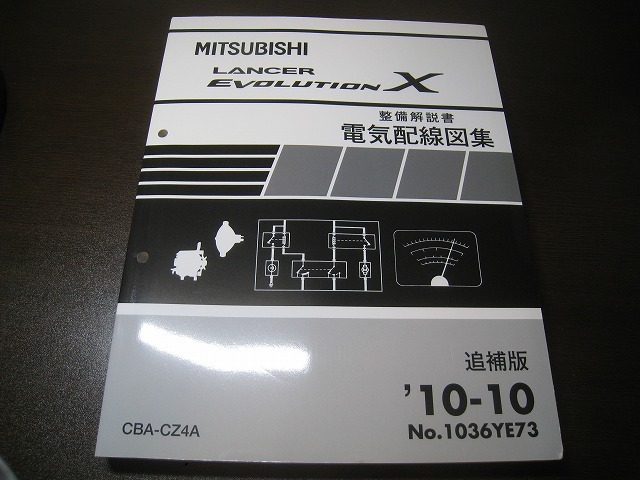 MITSUBISHI
LANCER
EVOLUTION X
整備解説書
電気配線図集
追補版
'10-10
CBA-CZ4A
No.1036YE73